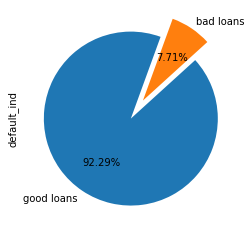 bad loans
7.71%
default_ind
92.29%
good loans